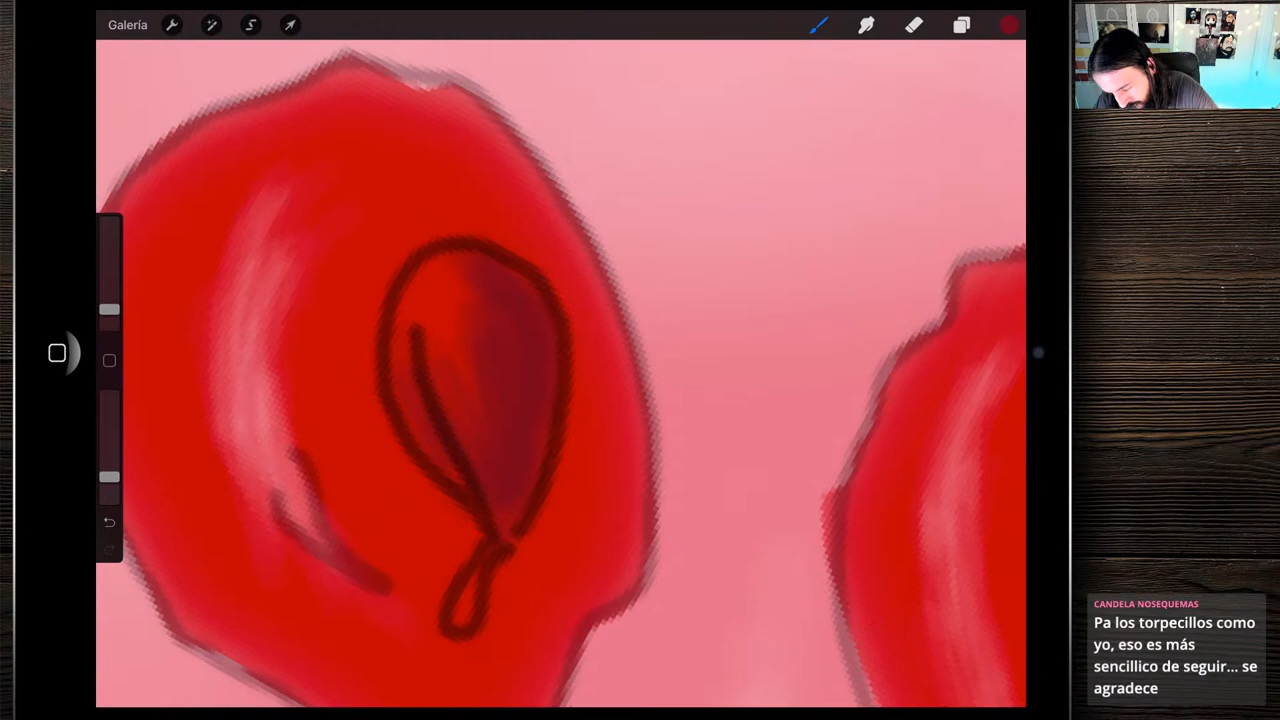 Galería
CANDELA NOSEQUEMAS
Pa los torpecillos como
yo, eso es más
sencillico de seguir... se
agradece